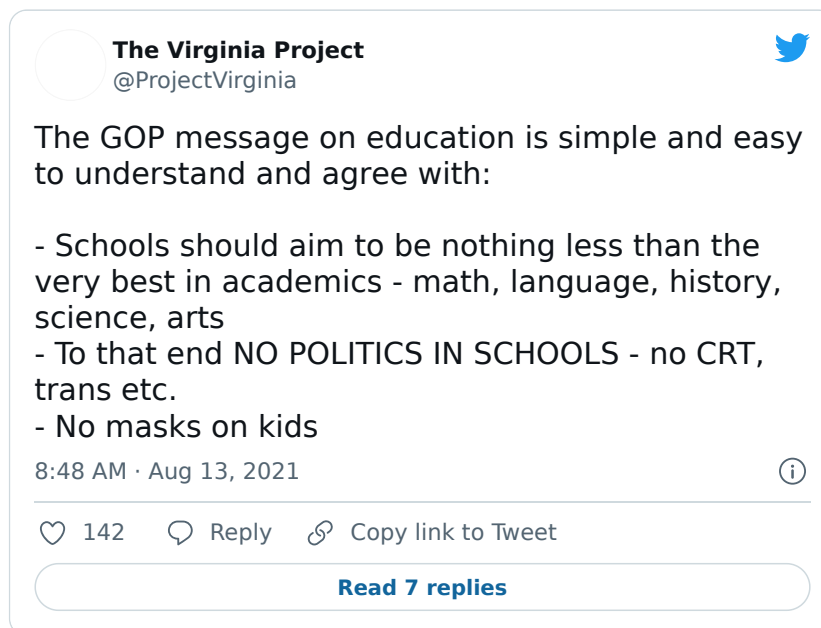 The Virginia Project
@ProjectVirginia
The GOP message on education is simple and easy
to understand and agree with:
- Schools should aim to be nothing less than the
very best in academics - math, language, history,
science, arts
- To that end NO POLITICS IN SCHOOLS - no CRT,
trans etc.
- No masks on kids
8:48 AM · Aug 13, 2021
142 Reply Copy link to Tweet
Read 7 replies